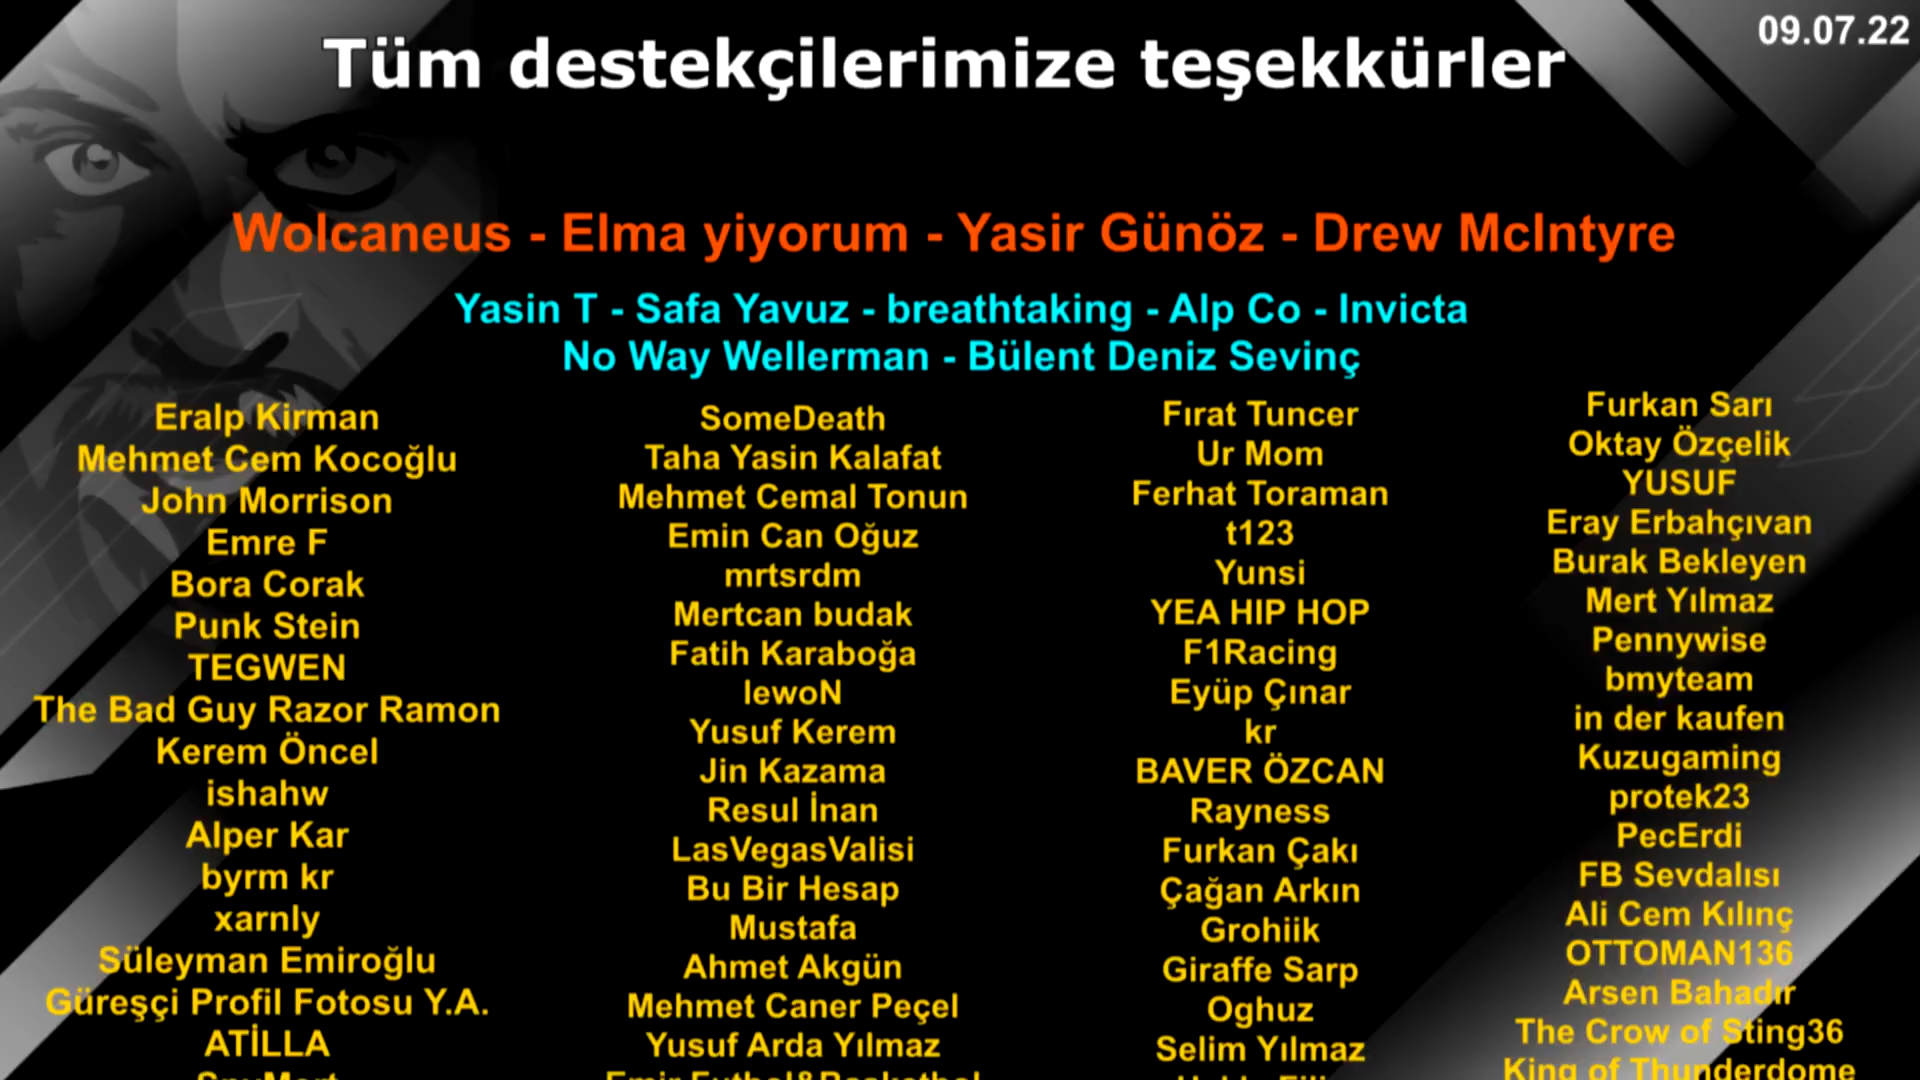 09.07.22
Tüm destekçilerimize teşekkürler
Wolcaneus - Elma yiyorum - Yasir Günöz - Drew McIntyre
Yasin T - Safa Yavuz - breathtaking - Alp Co - Invicta
No Way Wellerman - Bülent Deniz Sevinç
Eralp Kirman
Mehmet Cem Kocoğlu
John Morrison
Emre F
Bora Corak
Punk Stein
TEGWEN
The Bad Guy Razor Ramon
Kerem Öncel
ishahw
Alper Kar
byrm kr
xarnly
Süleyman Emiroğlu
Güreşçi Profil Fotosu Y.A.
ATİLLA
SomeDeath
Taha Yasin Kalafat
Mehmet Cemal Tonun
Emin Can Oğuz
mrtsrdm
Mertcan budak
Fatih Karaboğa
lewoN
Yusuf Kerem
Jin Kazama
Resul İnan
LasVegasValisi
Bu Bir Hesap
Mustafa
Ahmet Akgün
Mehmet Caner Peçel
Yusuf Arda Yılmaz
Fırat Tuncer
Ur Mom
Ferhat Toraman
t123
Yunsi
YEA HIP HOP
F1Racing
Eyüp Çınar
kr
BAVER ÖZCAN
Rayness
Furkan Çakı
Çağan Arkın
Grohiik
Giraffe Sarp
Oghuz
Selim Yılmaz
Furkan Sarı
Oktay Özçelik
YUSUF
Eray Erbahçıvan
Burak Bekleyen
Mert Yılmaz
Pennywise
bmyteam
in der kaufen
Kuzugaming
protek23
PecErdi
FB Sevdalısı
Ali Cem Kılınç
OTTOMAN136
Arsen Bahadır
The Crow of Sting36
King of Thunderdome